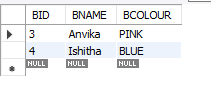 BID BNAME BCOLOUR
3 Anvika PINK
4 Ishitha BLUE
NULL NULL NULL